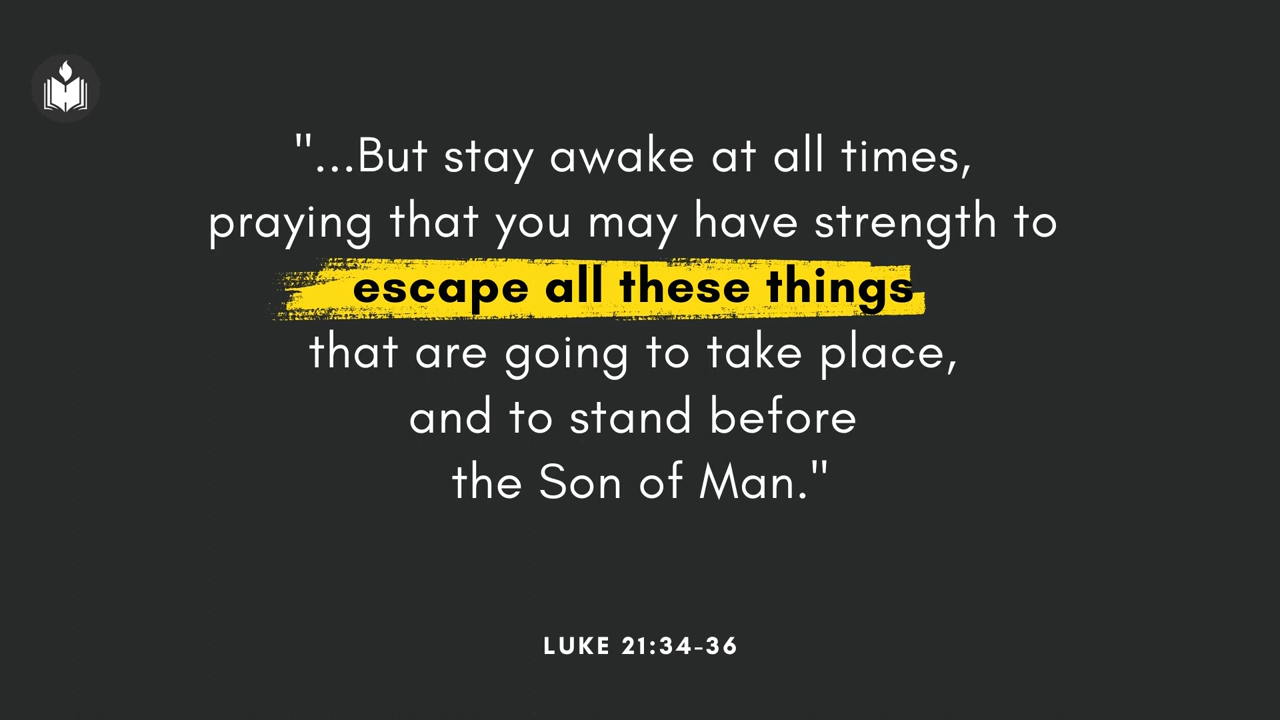 "...But stay awake at all times,
praying that you may have strength to
escape all these things
that are going to take place,
and to stand before
the Son of Man."
LUKE 21:34-36